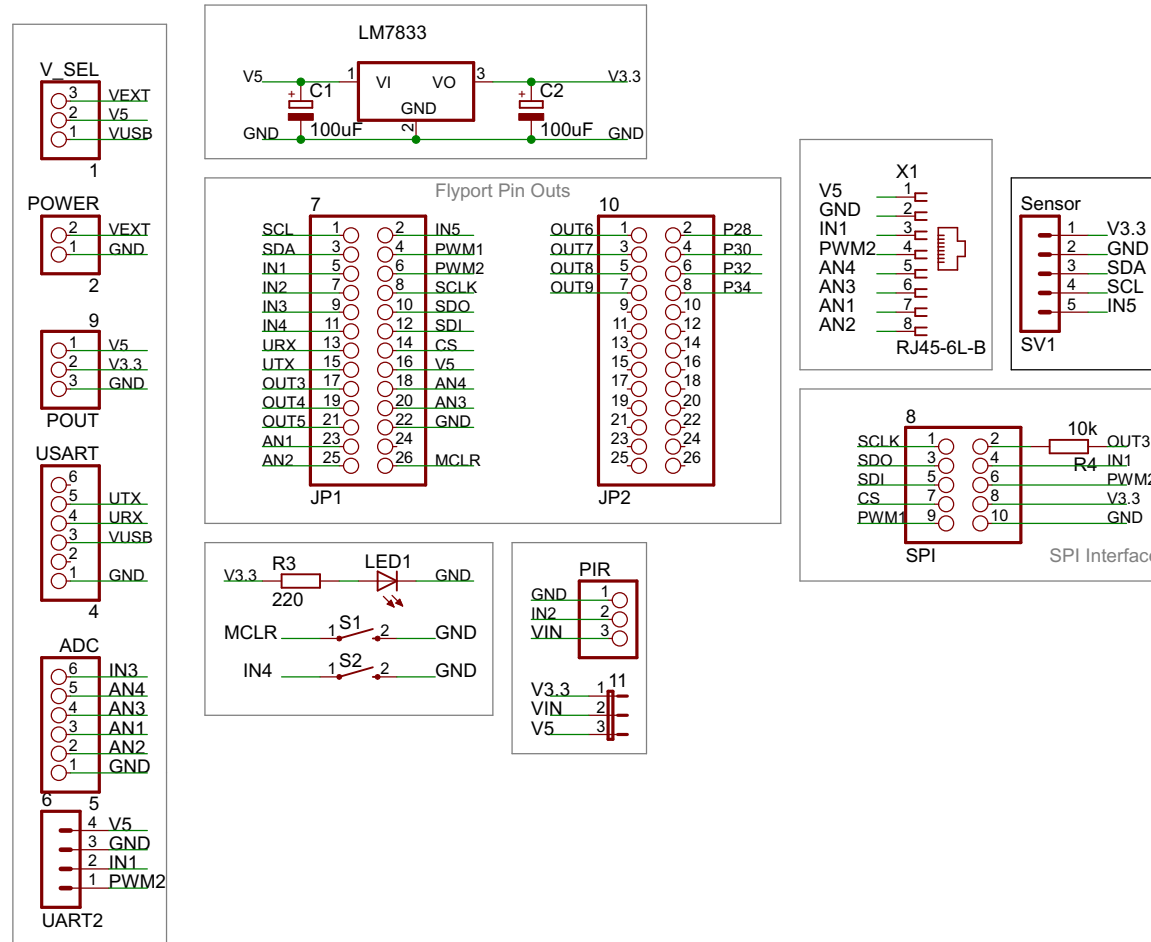 V_SEL
3 VEXT
2 V5
1 VUSB
1
POWER
2 VEXT
1 GND
2
9
1 V5
2 V3.3
3 GND
POUT
USART
6
5 UTX
4 URX
3 VUSB
2
1 GND
4
ADC
6 IN3
5 AN4
4 AN3
3 AN1
2 AN2
1 GND
5
6
4 V5
3 GND
2 IN1
1 PWM2
UART2
LM7833
V5 1 VI VO 3 V3.3
+ C1 + C2
GND
GND 100uF 2 100uF GND
Flyport Pin Outs
7
SCL 1 2 IN5
SDA 3 4 PWM1
IN1 5 6 PWM2
IN2 7 8 SCLK
IN3 9 10 SDO
IN4 11 12 SDI
URX 13 14 CS
UTX 15 16 V5
OUT3 17 18 AN4
OUT4 19 20 AN3
OUT5 21 22 GND
AN1 23 24
AN2 25 26 MCLR
JP1
10
OUT6 1 2 P28
OUT7 3 4 P30
OUT8 5 6 P32
OUT9 7 8 P34
9 10
11 12
13 14
15 16
17 18
19 20
21 22
23 24
25 26
JP2
R3 LED1
V3.3 GND
220
S1
MCLR 1 2 GND
S2
IN4 1 2 GND
PIR
GND 1
IN2 2
VIN 3
11
V3.3 1
VIN 2
V5 3
X1
V5 1
GND 2
IN1 3
PWM2 4
AN4 5
AN3 6
AN1 7
AN2 8
RJ45-6L-B
Sensor
1 V3.3
2 GND
3 SDA
4 SCL
5 IN5
SV1
8
10k
SCLK 1 2 OUT3
R4
SDO 3 4 IN1
SDI 5 6 PWM2
CS 7 8 V3.3
PWM1 9 10 GND
SPI
SPI Interface